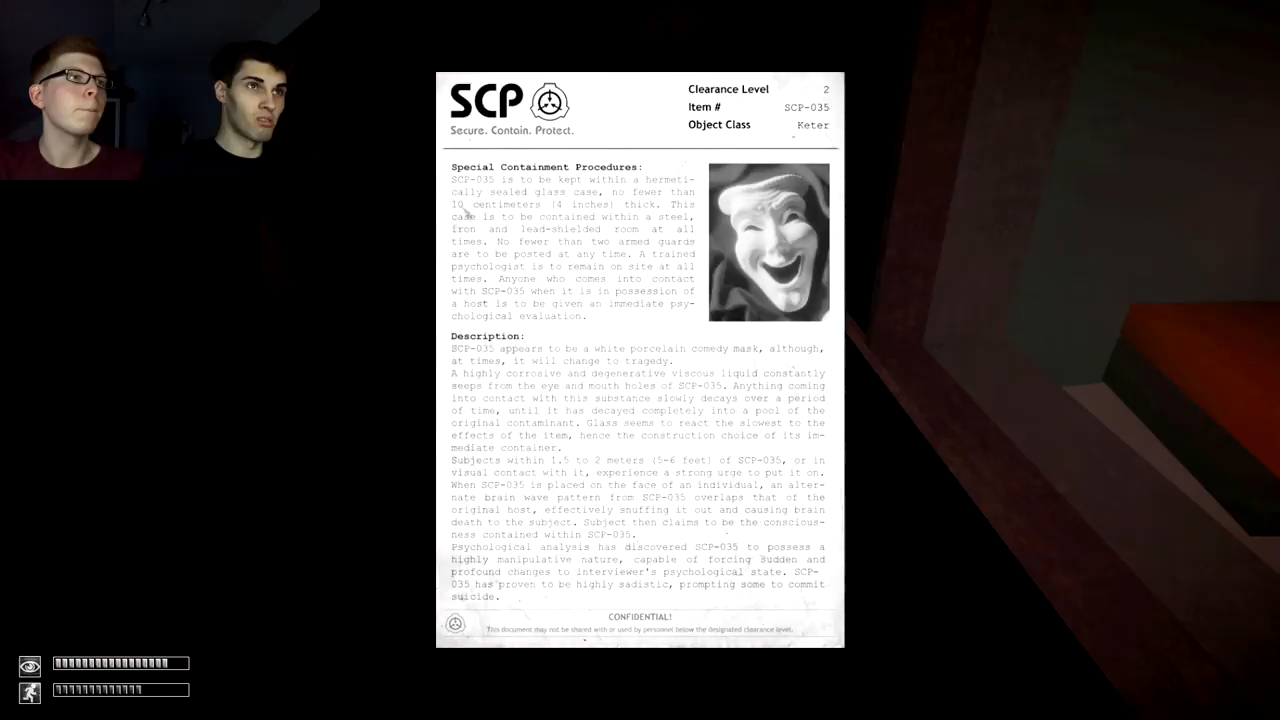 SCP
Secure. Contain. Protect.
Clearance Level 2
Item # SCP-035
Object Class Keter
Special Containment Procedures:
SCP-035 is to be kept within a hermeti-
cally sealed glass case, no fewer than
10 centimeters (4 inches) thick. This
case is to be contained within a steel,
iron and lead-shielded room at all
times. No fewer than two armed guards
are to be posted at any time. A trained
psychologist is to remain on site at all
times. Anyone who comes into contact
with SCP-035 when it is in possession of
a host is to be given an immediate psy-
chological evaluation.
Description:
SCP-035 appears to be a white porcelain comedy mask, although,
at times, it will change to tragedy.
A highly corrosive and degenerative viscous liquid constantly
seeps from the eye and mouth holes of SCP-035. Anything coming
into contact with this substance slowly decays over a period
of time, until it has decayed completely into a pool of the
original contaminant. Glass seems to react the slowest to the
effects of the item, hence the construction choice of its im-
mediate container.
Subjects within 1.5 to 2 meters (5-6 feet) of SCP-035, or in
visual contact with it, experience a strong urge to put it on.
When SCP-035 is placed on the face of an individual, an alter-
nate brain wave pattern from SCP-035 overlaps that of the
original host, effectively snuffing it out and causing brain
death to the subject. Subject then claims to be the conscious-
ness contained within SCP-035.
Psychological analysis has discovered SCP-035 to possess a
highly manipulative nature, capable of forcing sudden and
profound changes to interviewer's psychological state. SCP-
035 has proven to be highly sadistic, prompting some to commit
suicide.
CONFIDENTIAL!
This document may not be shared with or used by personnel below the designated clearance level.